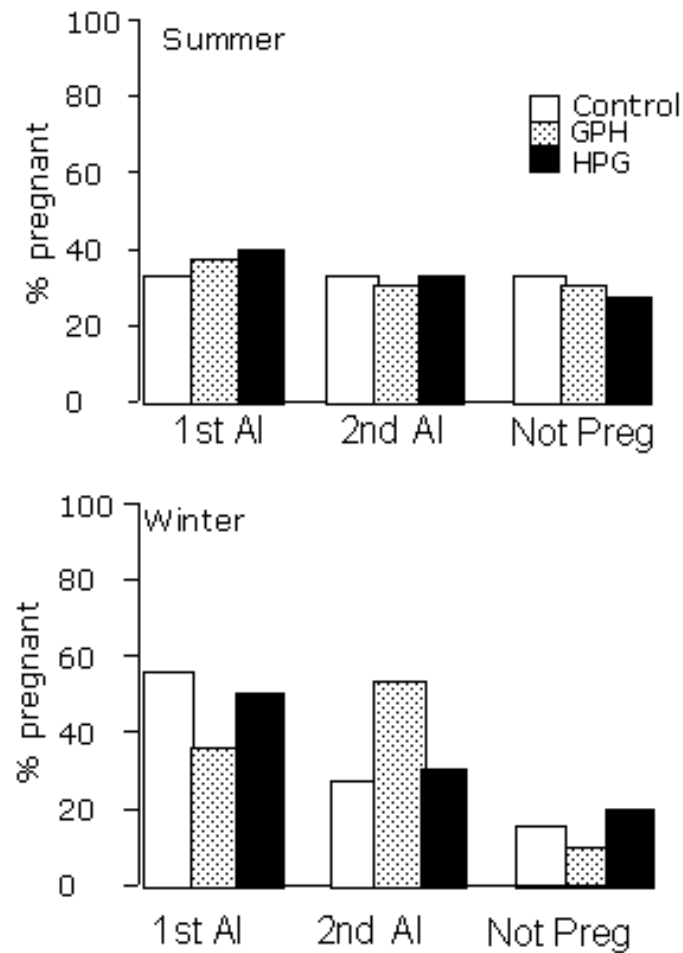 100
Summer
80
Control
GPH
HPG
60
40
20
0
% pregnant
1st AI
2nd AI
Not Preg
100
Winter
80
60
40
20
0
% pregnant
1st AI
2nd AI
Not Preg